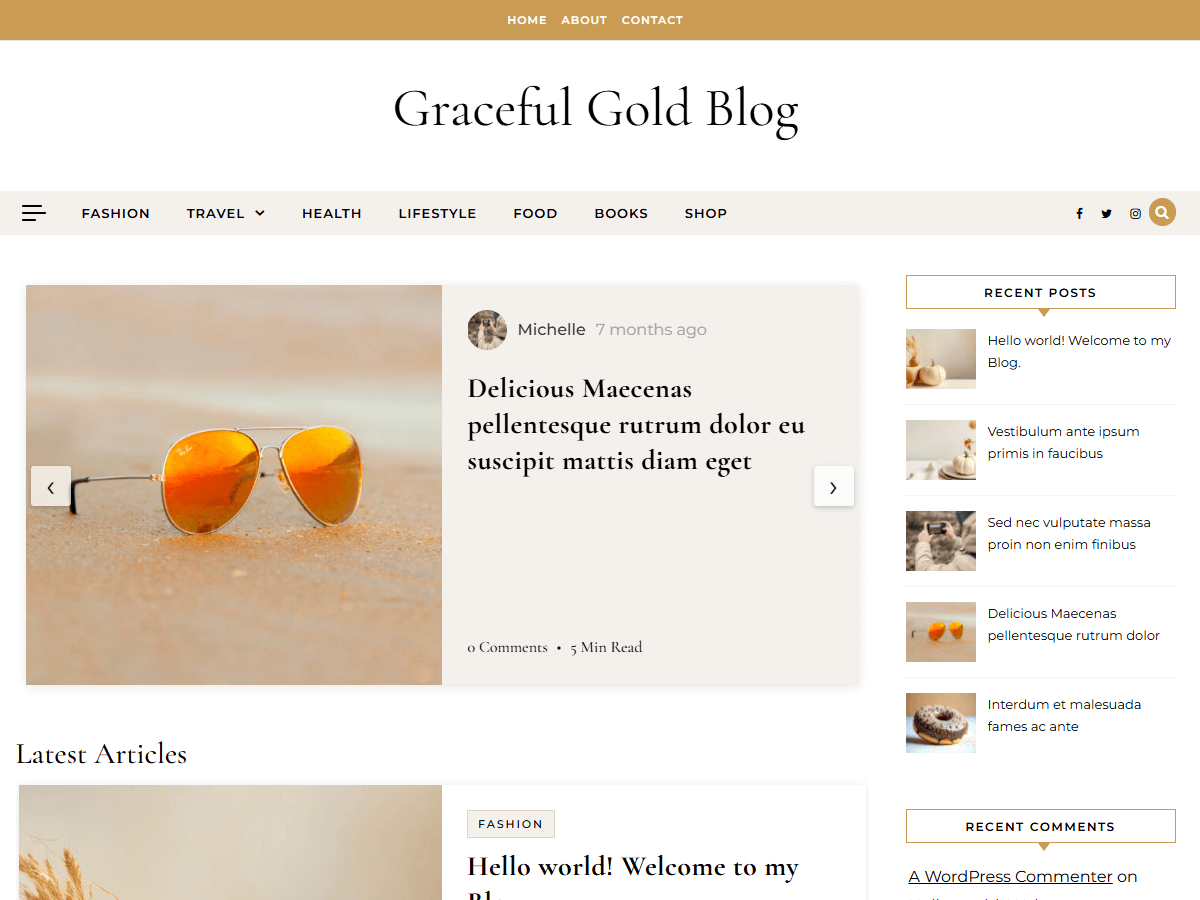 HOME ABOUT CONTACT
Graceful Gold Blog
FASHION TRAVEL HEALTH LIFESTYLE FOOD BOOKS SHOP
Michelle 7 months ago
Delicious Maecenas
pellentesque rutrum dolor eu
suscipit mattis diam eget
0 Comments • 5 Min Read
Latest Articles
FASHION
Hello world! Welcome to my
RECENT POSTS
Hello world! Welcome to my
Blog.
Vestibulum ante ipsum
primis in faucibus
Sed nec vulputate massa
proin non enim finibus
Delicious Maecenas
pellentesque rutrum dolor
Interdum et malesuada
fames ac ante
RECENT COMMENTS
A WordPress Commenter on